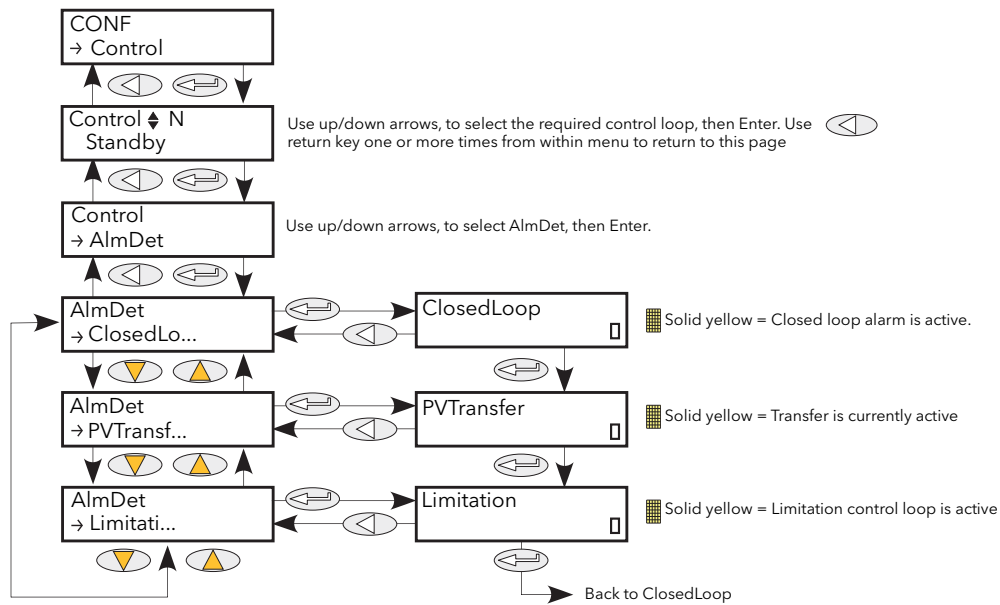 CONF
→ Control
Control ♦ N
Standby
Use up/down arrows, to select the required control loop, then Enter. Use
return key one or more times from within menu to return to this page
Control
→ AlmDet
Use up/down arrows, to select AlmDet, then Enter.
AlmDet
→ ClosedLo...
ClosedLoop
Solid yellow = Closed loop alarm is active.
AlmDet
→ PVTransf...
PVTransfer
Solid yellow = Transfer is currently active
AlmDet
→ Limitati...
Limitation
Solid yellow = Limitation control loop is active
Back to ClosedLoop